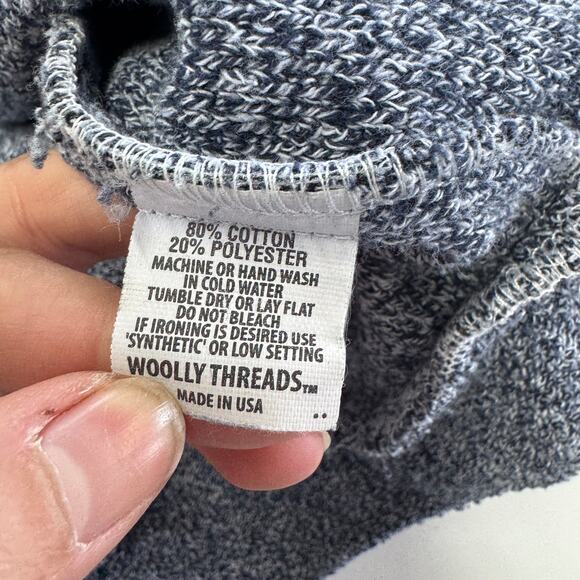 80% COTTON
20% POLYESTER
MACHINE OR HAND WASH
IN COLD WATER
TUMBLE DRY OR LAY FLAT
DO NOT BLEACH
IF IRONING IS DESIRED USE
'SYNTHETIC' OR LOW SETTING
WOOLLY THREADS™
MADE IN USA